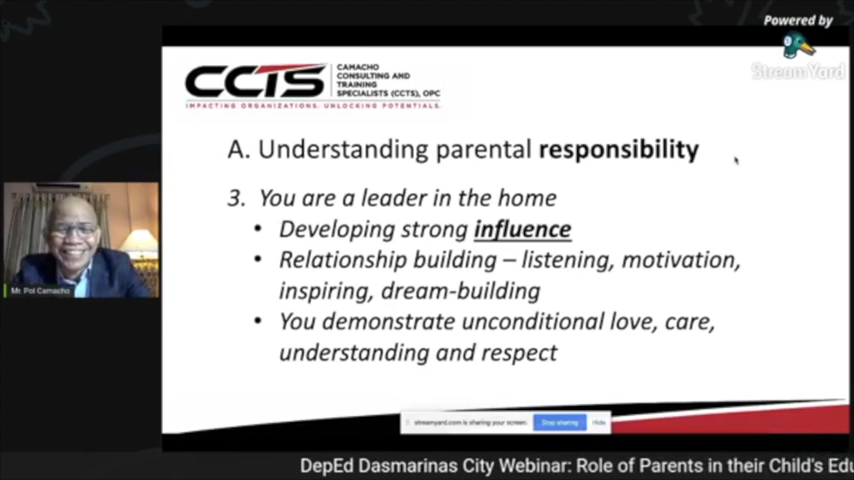 Powered by
StreamYard
CCTS
CAMACHO
CONSULTING AND
TRAINING
SPECIALISTS (CCTS), OPC
IMPACTING ORGANIZATIONS. UNLOCKING POTENTIALS.
A. Understanding parental responsibility
3. You are a leader in the home
• Developing strong influence
• Relationship building – listening, motivation,
inspiring, dream-building
• You demonstrate unconditional love, care,
understanding and respect
Mr. Pol Camacho
streamyard.com is sharing your screen. Stop sharing Hide
DepEd Dasmarinas City Webinar: Role of Parents in their Child's Edu